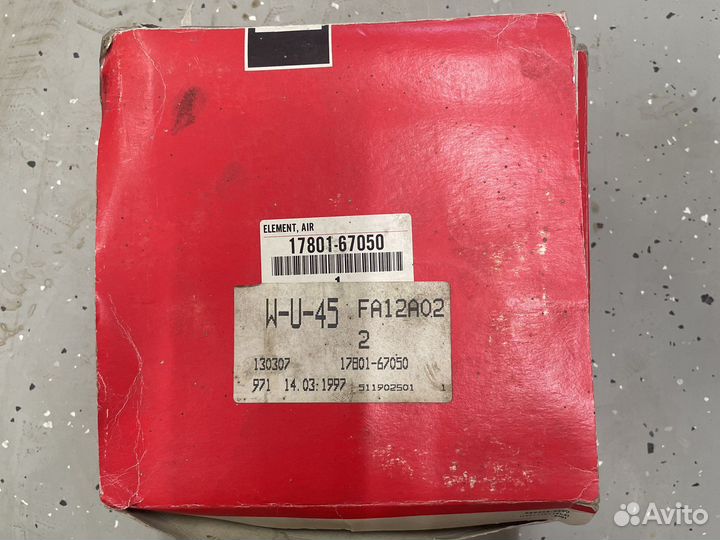 ELEMENT, AIR
17801-67050
1
W-U-45 FA12A02
2
130307 17801-67050
971 14.03:1997 511902501 1
Avito